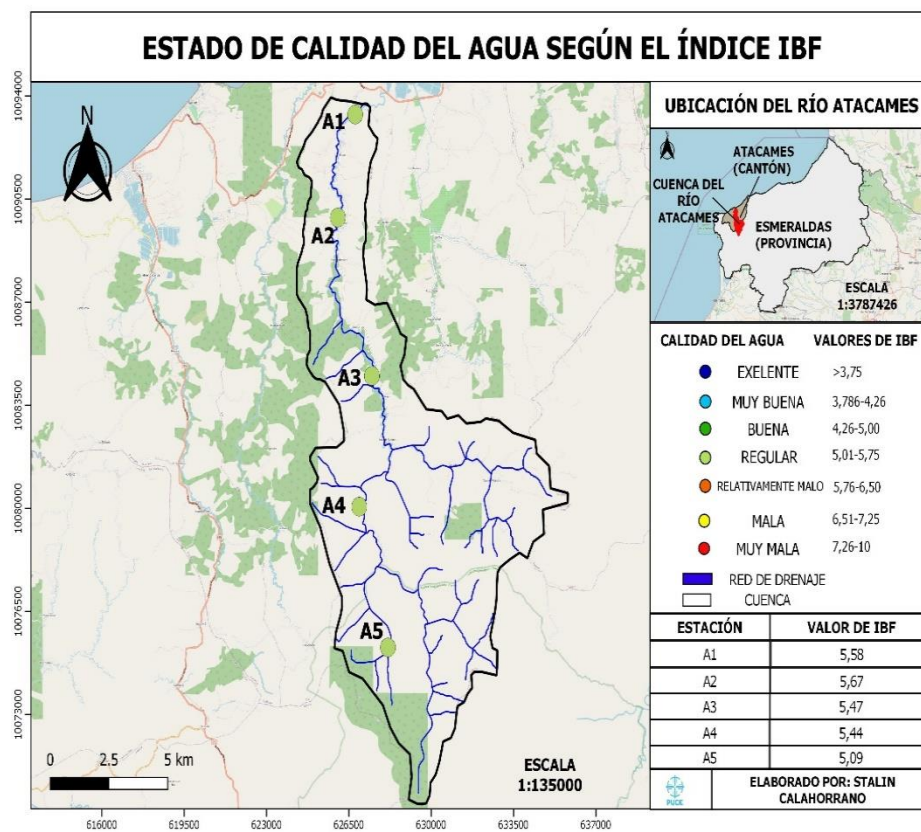 ESTADO DE CALIDAD DEL AGUA SEGÚN EL ÍNDICE IBF
N
A1
A2
A3
A4
A5
10094000
10090500
10087000
10083500
10080000
10076500
10073000
0 2.5 5 km
ESCALA
1:135000
616000 619500 623000 626500 630000 633500 637000
UBICACIÓN DEL RÍO ATACAMES
ATACAMES
(CANTÓN)
CUENCA DEL
RÍO
ATACAMES
ESMERALDAS
(PROVINCIA)
ESCALA
1:3787426
CALIDAD DEL AGUA VALORES DE IBF
EXELENTE >3,75
MUY BUENA 3,786-4,26
BUENA 4,26-5,00
REGULAR 5,01-5,75
RELATIVAMENTE MALO 5,76-6,50
MALA 6,51-7,25
MUY MALA 7,26-10
RED DE DRENAJE
CUENCA
ESTACIÓN VALOR DE IBF
A1 5,58
A2 5,67
A3 5,47
A4 5,44
A5 5,09
PUCE
ELABORADO POR: STALIN
CALAHORRANO